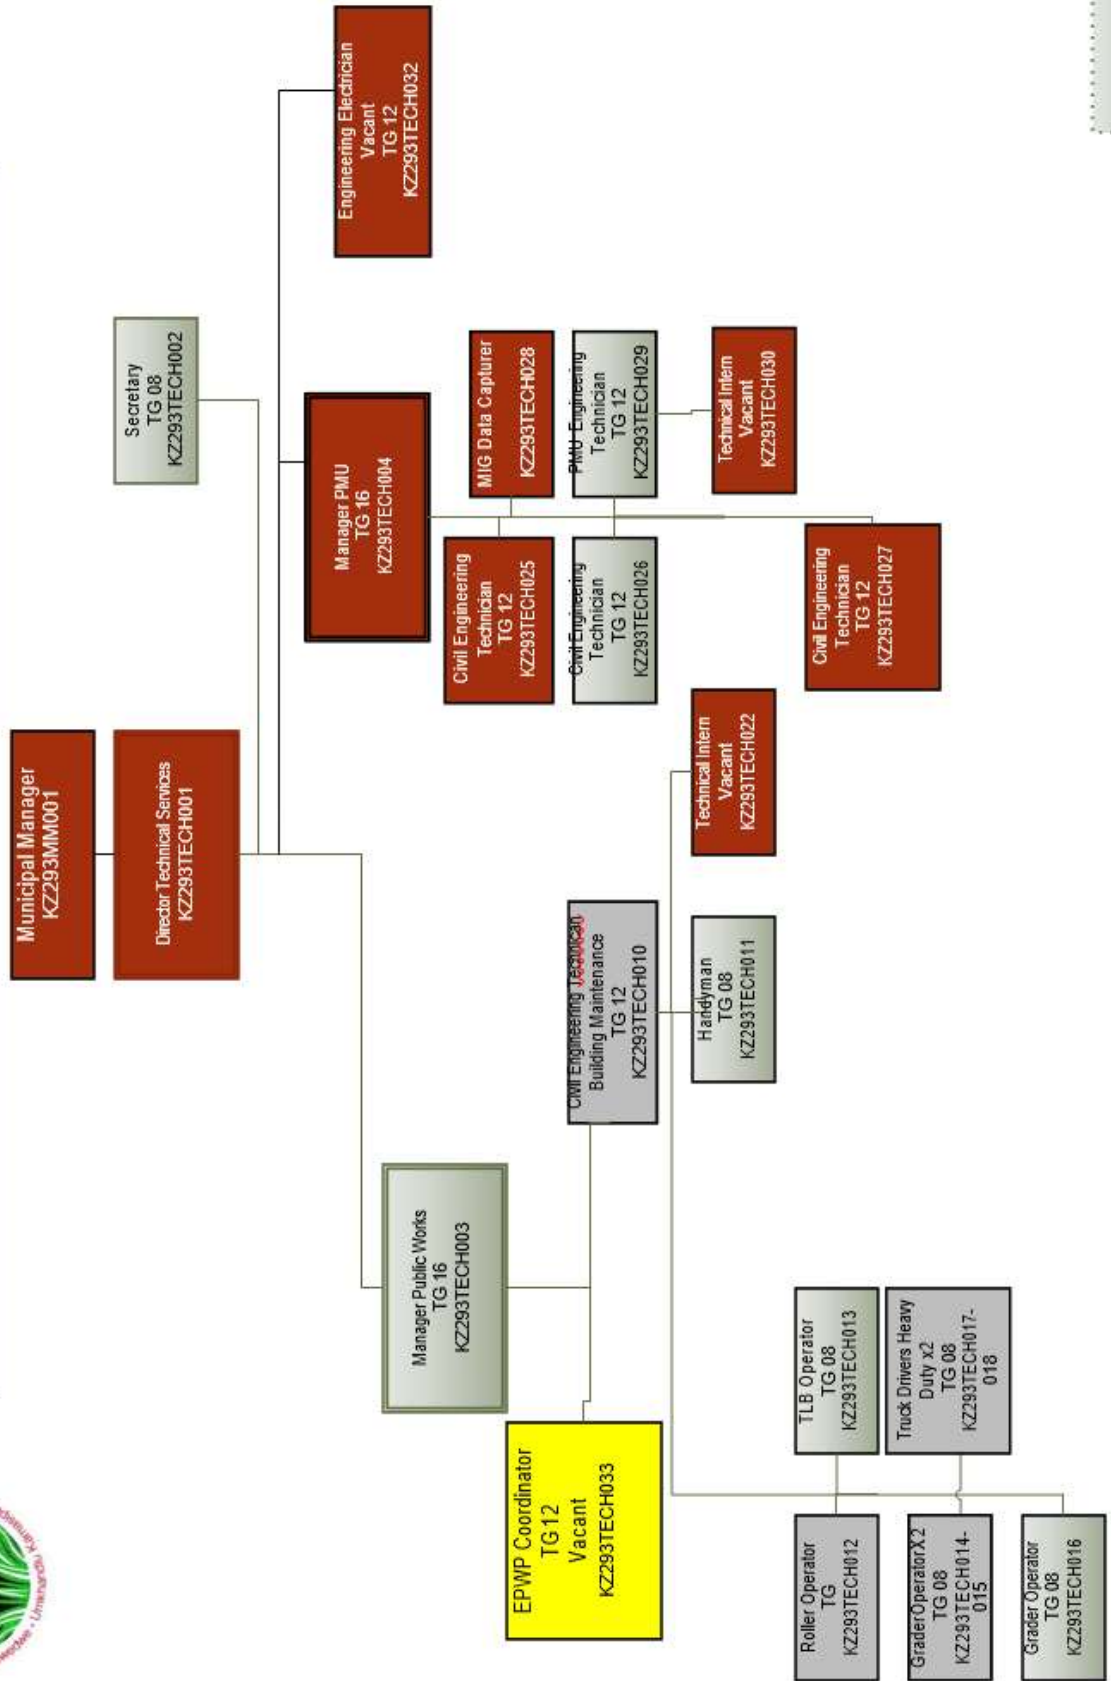 Municipal Manager
KZ293MM001
Director Technical Services
KZ293TECH001
Secretary
TG 08
KZ293TECH002
Manager Public Works
TG 16
KZ293TECH003
Manager PMU
TG 16
KZ293TECH004
Engineering Electrician
Vacant
TG 12
KZ293TECH032
EPWP Coordinator
TG12
Vacant
KZ293TECH033
Civil Engineering Technican
Building Maintenance
TG 12
KZ293TECH010
Civil Engineering
Technician
TG 12
KZ293TECH025
MIG Data Capturer
KZ293TECH028
Civil Engineering
Technician
TG 12
KZ293TECH026
PMU Engineering
Technician
TG 12
KZ293TECH029
Handyman
TG 08
KZ293TECH011
Technical Intern
Vacant
KZ293TECH022
Technical Intern
Vacant
KZ293TECH030
Roller Operator
TG
KZ293TECH012
TLB Operator
TG 08
KZ293TECH013
Civil Engineering
Technician
TG 12
KZ293TECH027
Grader OperatorX2
TG 08
KZ293TECH014-
015
Truck Drivers Heavy
Duty x2
TG 08
KZ293TECH017-
018
Grader Operator
TG 08
KZ293TECH016